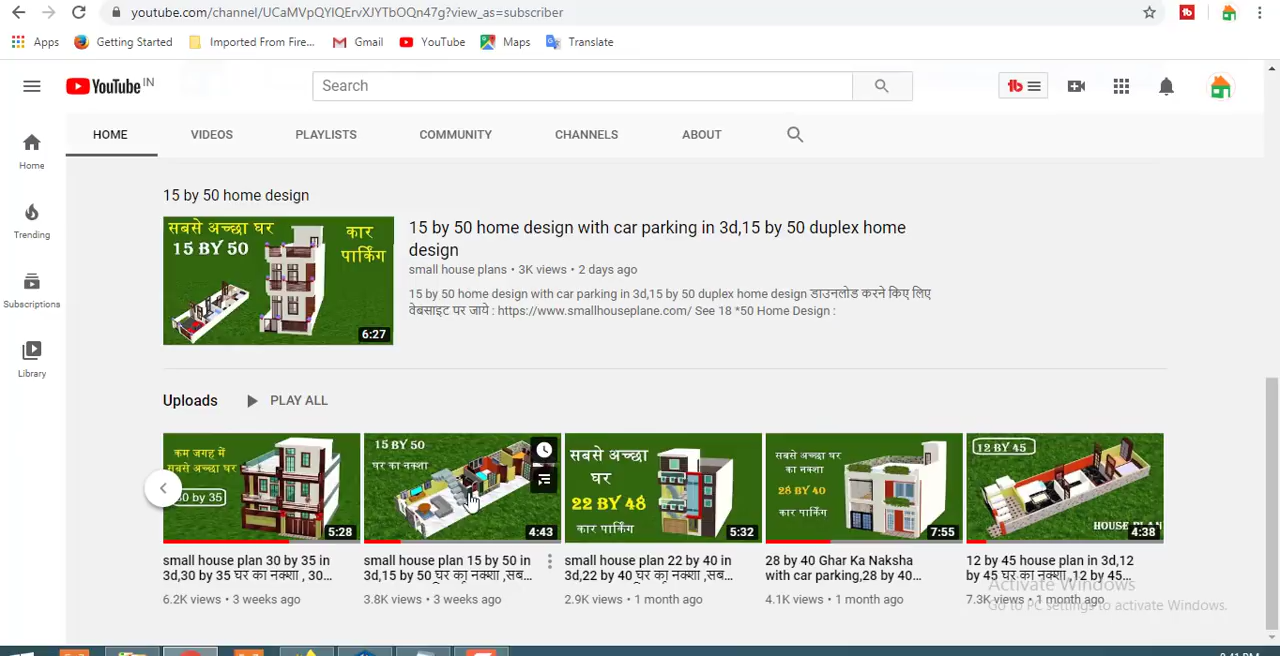 youtube.com/channel/UCaMVpQYIQErvXJYTbOQn47g?view_as=subscriber
Apps Getting Started Imported From Fire... Gmail YouTube Maps Translate
YouTube IN Search
HOME VIDEOS PLAYLISTS COMMUNITY CHANNELS ABOUT
Home
Trending
Subscriptions
Library
15 by 50 home design
सबसे अच्छा घर
15 BY 50
कार
पार्किंग
6:27
15 by 50 home design with car parking in 3d,15 by 50 duplex home
design
small house plans • 3K views • 2 days ago
15 by 50 home design with car parking in 3d,15 by 50 duplex home design डाउनलोड करने किए लिए
वेबसाइट पर जाये : https://www.smallhouseplane.com/ See 18 *50 Home Design :
Uploads PLAY ALL
कम जगह में
सबसे अच्छा घर
30 by 35
5:28
small house plan 30 by 35 in
3d,30 by 35 घर का नक्शा , 30...
6.2K views • 3 weeks ago
15 BY 50
घर का नक्शा
4:43
small house plan 15 by 50 in
3d,15 by 50 घर का नक्शा ,सब...
3.8K views • 3 weeks ago
सबसे अच्छा
घर
22 BY 48
कार पार्किंग
5:32
small house plan 22 by 40 in
3d,22 by 40 घर का नक्शा ,सब...
2.9K views • 1 month ago
सबसे अच्छा घर
का नक्शा
28 BY 40
कार पार्किंग
7:55
28 by 40 Ghar Ka Naksha
with car parking,28 by 40...
4.1K views • 1 month ago
12 BY 45
HOUSE PLAN
4:38
12 by 45 house plan in 3d,12
by 45 घर का नक्शा ,12 by 45...
7.3K views • 1 month ago
Activate Windows
Go to PC settings to activate Windows.